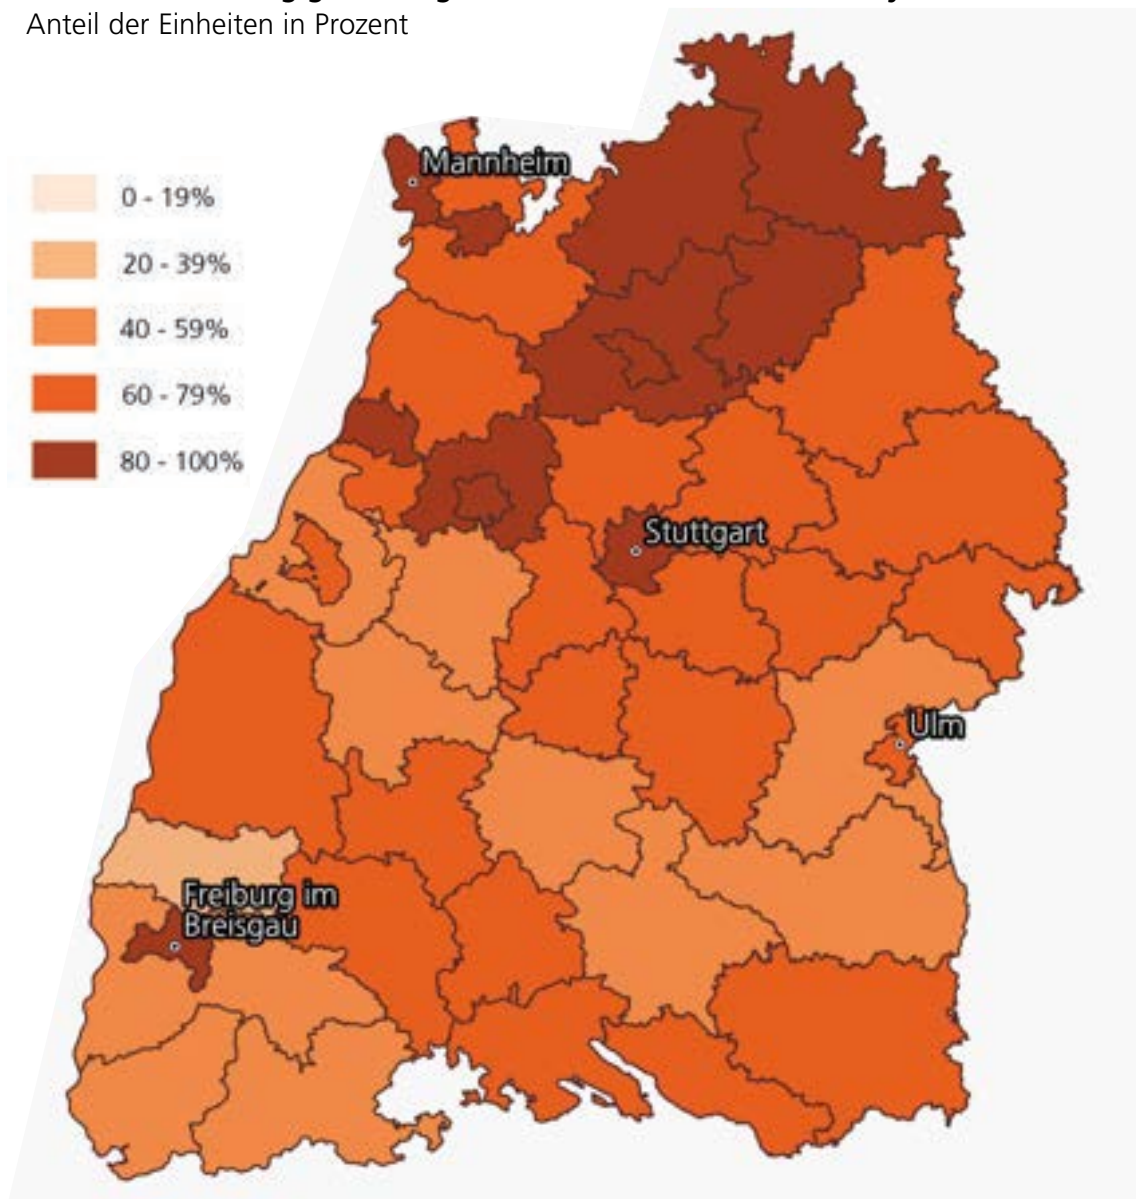 Anteil der Einheiten in Prozent
Mannheim
0 - 19%
20 - 39%
40 - 59%
60 - 79%
80 - 100%
Stuttgart
Ulm
Freiburg im
Breisgau